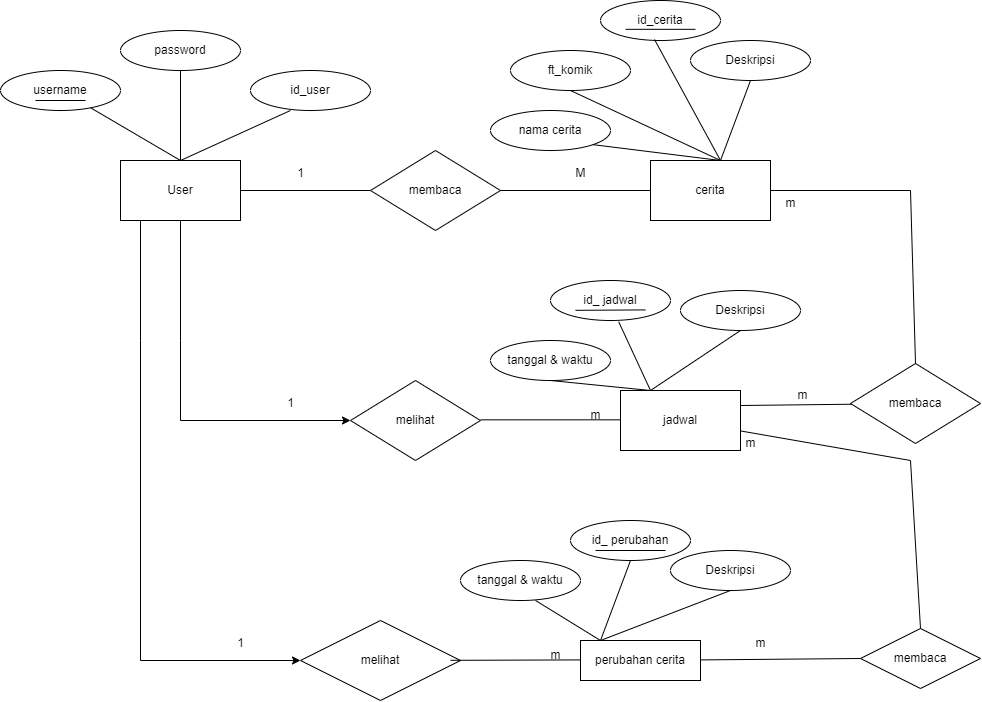 id_cerita
password
Deskripsi
ft_komik
username
id_user
nama cerita
1
M
User
membaca
cerita
m
id_ jadwal
Deskripsi
tanggal & waktu
m
membaca
1
m
melihat
jadwal
m
id_ perubahan
Deskripsi
tanggal & waktu
1
m
m
melihat
perubahan cerita
membaca